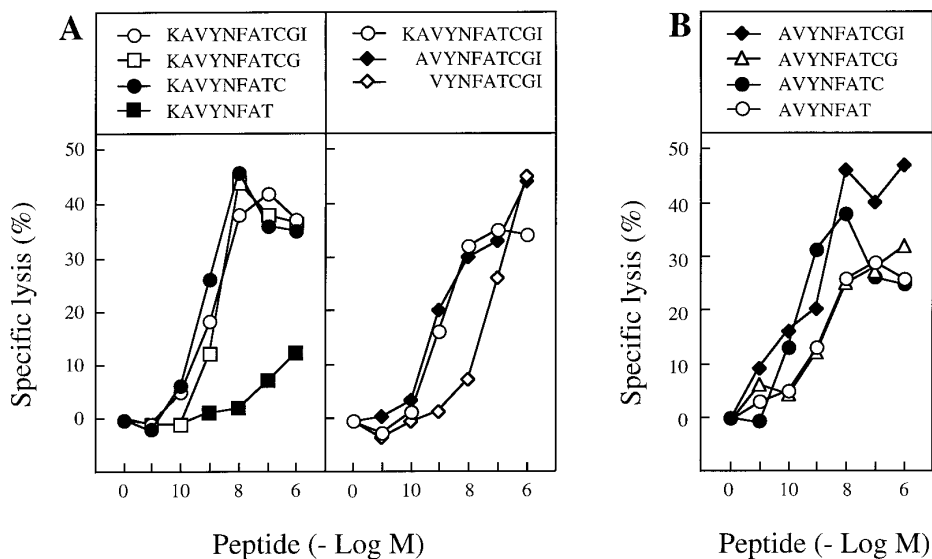 A
KAVYNFATCGI
KAVYNFATCG
KAVYNFATC
KAVYNFAT
KAVYNFATCGI
AVYNFATCGI
VYNFATCGI
B
AVYNFATCGI
AVYNFATCG
AVYNFATC
AVYNFAT
Specific lysis (%)
50
40
30
20
10
0
0 10 8 6
0 10 8 6
Peptide (- Log M)
Specific lysis (%)
50
40
30
20
10
0
0 10 8 6
Peptide (- Log M)